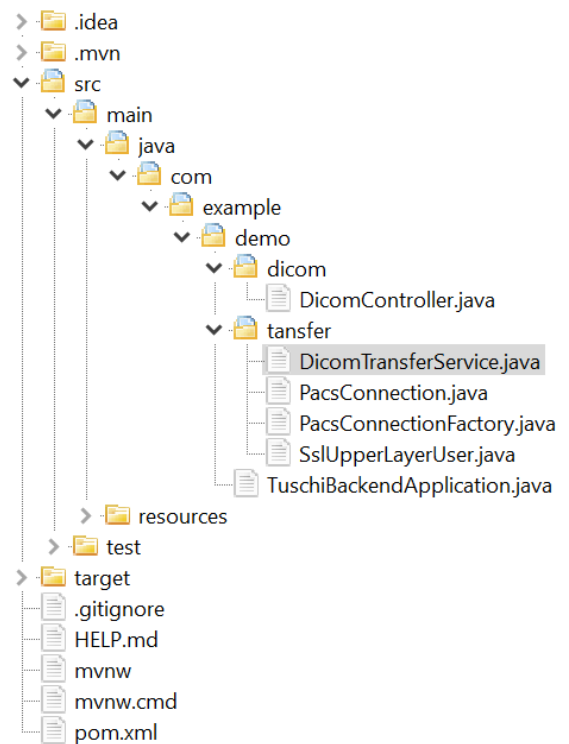 .idea
.mvn
src
main
java
com
example
demo
dicom
DicomController.java
tansfer
DicomTransferService.java
PacsConnection.java
PacsConnectionFactory.java
SslUpperLayerUser.java
TuschiBackendApplication.java
resources
test
target
.gitignore
HELP.md
mvnw
mvnw.cmd
pom.xml